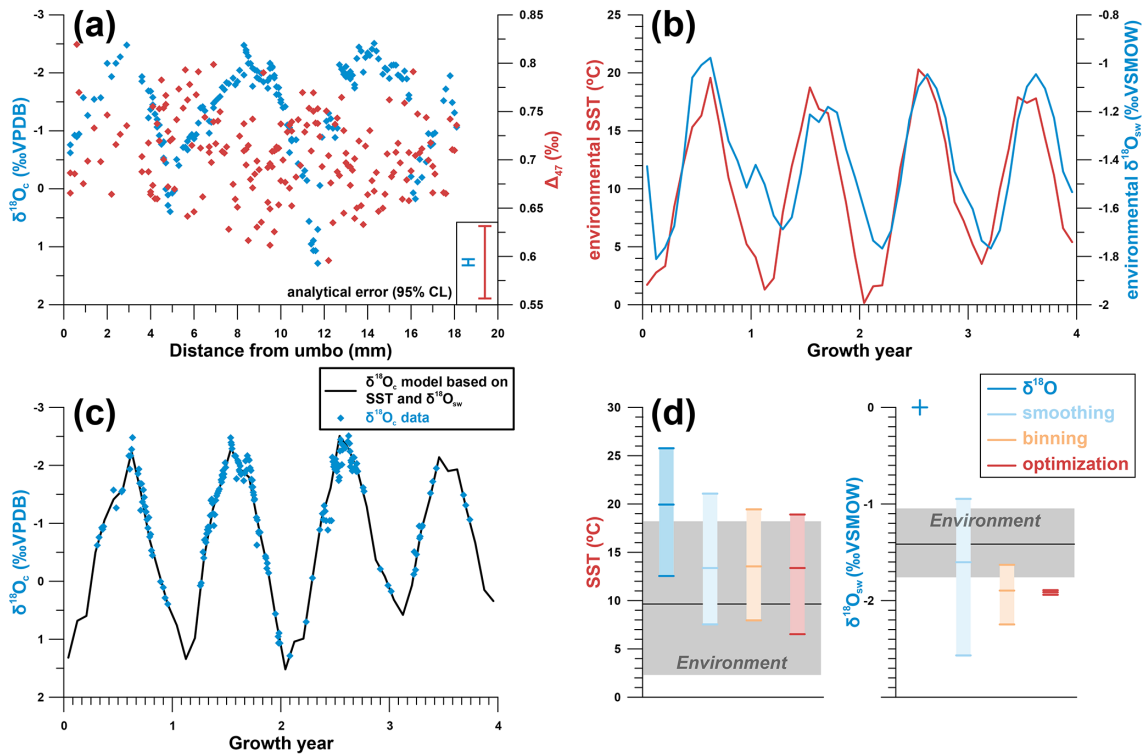 (a)
-3
-2
-1
0
1
2
δ¹⁸Oc (‰VPDB)
0.85
0.8
0.75
0.7
0.65
0.6
0.55
Δ47 (‰)
analytical error (95% CL)
0 2 4 6 8 10 12 14 16 18 20
Distance from umbo (mm)
(b)
25
20
15
10
5
0
environmental SST (ºC)
-0.8
-1
-1.2
-1.4
-1.6
-1.8
-2
environmental δ¹⁸Osw (‰VSMOW)
0 1 2 3 4
Growth year
(c)
δ¹⁸Oc model based on
SST and δ¹⁸Osw
δ¹⁸Oc data
-3
-2
-1
0
1
2
δ¹⁸Oc (‰VPDB)
0 1 2 3 4
Growth year
(d)
δ¹⁸O
smoothing
binning
optimization
30
25
20
15
10
5
0
SST (ºC)
Environment
0
-1
-2
δ¹⁸Osw (‰VSMOW)
Environment